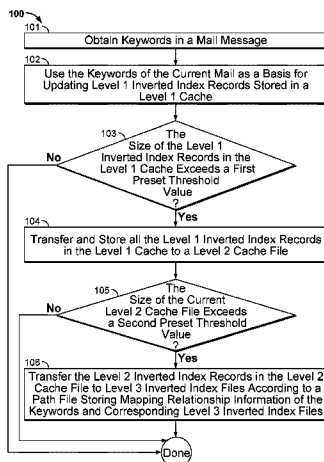 100
101
Obtain Keywords in a Mail Message
102
Use the Keywords of the Current Mail as a Basis for
Updating Level 1 Inverted Index Records Stored in a
Level 1 Cache
103
The
Size of the Level 1
Inverted Index Records in the
Level 1 Cache Exceeds a First
Preset Threshold
Value
?
No
Yes
104
Transfer and Store all the Level 1 Inverted Index Records
in the Level 1 Cache to a Level 2 Cache File
105
The
Size of the Current
Level 2 Cache File Exceeds
a Second Preset Threshold
Value
?
No
Yes
106
Transfer the Level 2 Inverted Index Records in the Level 2
Cache File to Level 3 Inverted Index Files According to a
Path File Storing Mapping Relationship Information of the
Keywords and Corresponding Level 3 Inverted Index Files
Done